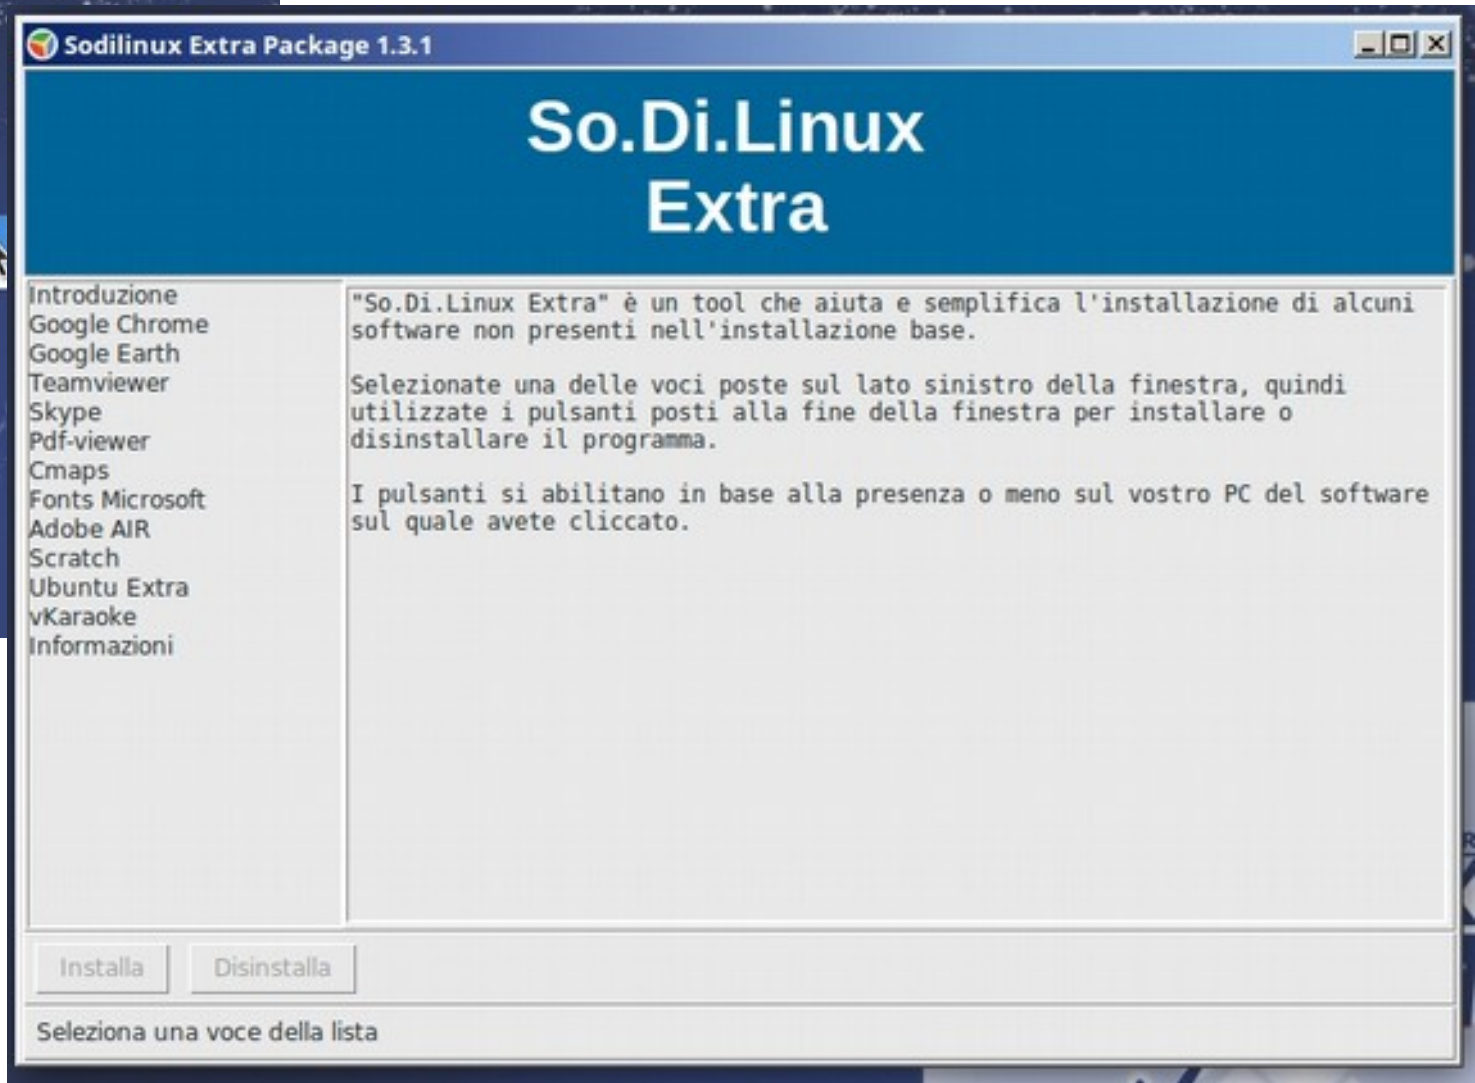 Sodilinux Extra Package 1.3.1
So.Di.Linux
Extra
Introduzione
Google Chrome
Google Earth
Teamviewer
Skype
Pdf-viewer
Cmaps
Fonts Microsoft
Adobe AIR
Scratch
Ubuntu Extra
vKaraoke
Informazioni
"So.Di.Linux Extra" è un tool che aiuta e semplifica l'installazione di alcuni
software non presenti nell'installazione base.
Selezionate una delle voci poste sul lato sinistro della finestra, quindi
utilizzate i pulsanti posti alla fine della finestra per installare o
disinstallare il programma.
I pulsanti si abilitano in base alla presenza o meno sul vostro PC del software
sul quale avete cliccato.
Installa
Disinstalla
Seleziona una voce della lista